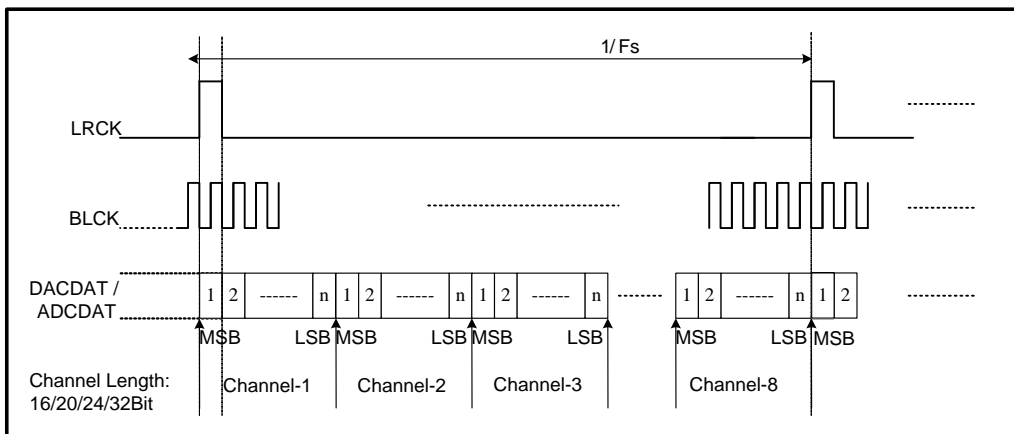 1/ Fs
LRCK
BLCK
DACDAT /
ADCDAT
1 2 ------ n 1 2 ------ n 1 2 ------ n 1 2 ------ n 1 2
MSB LSB MSB LSB MSB LSB MSB LSB MSB
Channel Length:
16/20/24/32Bit
Channel-1 Channel-2 Channel-3 Channel-8